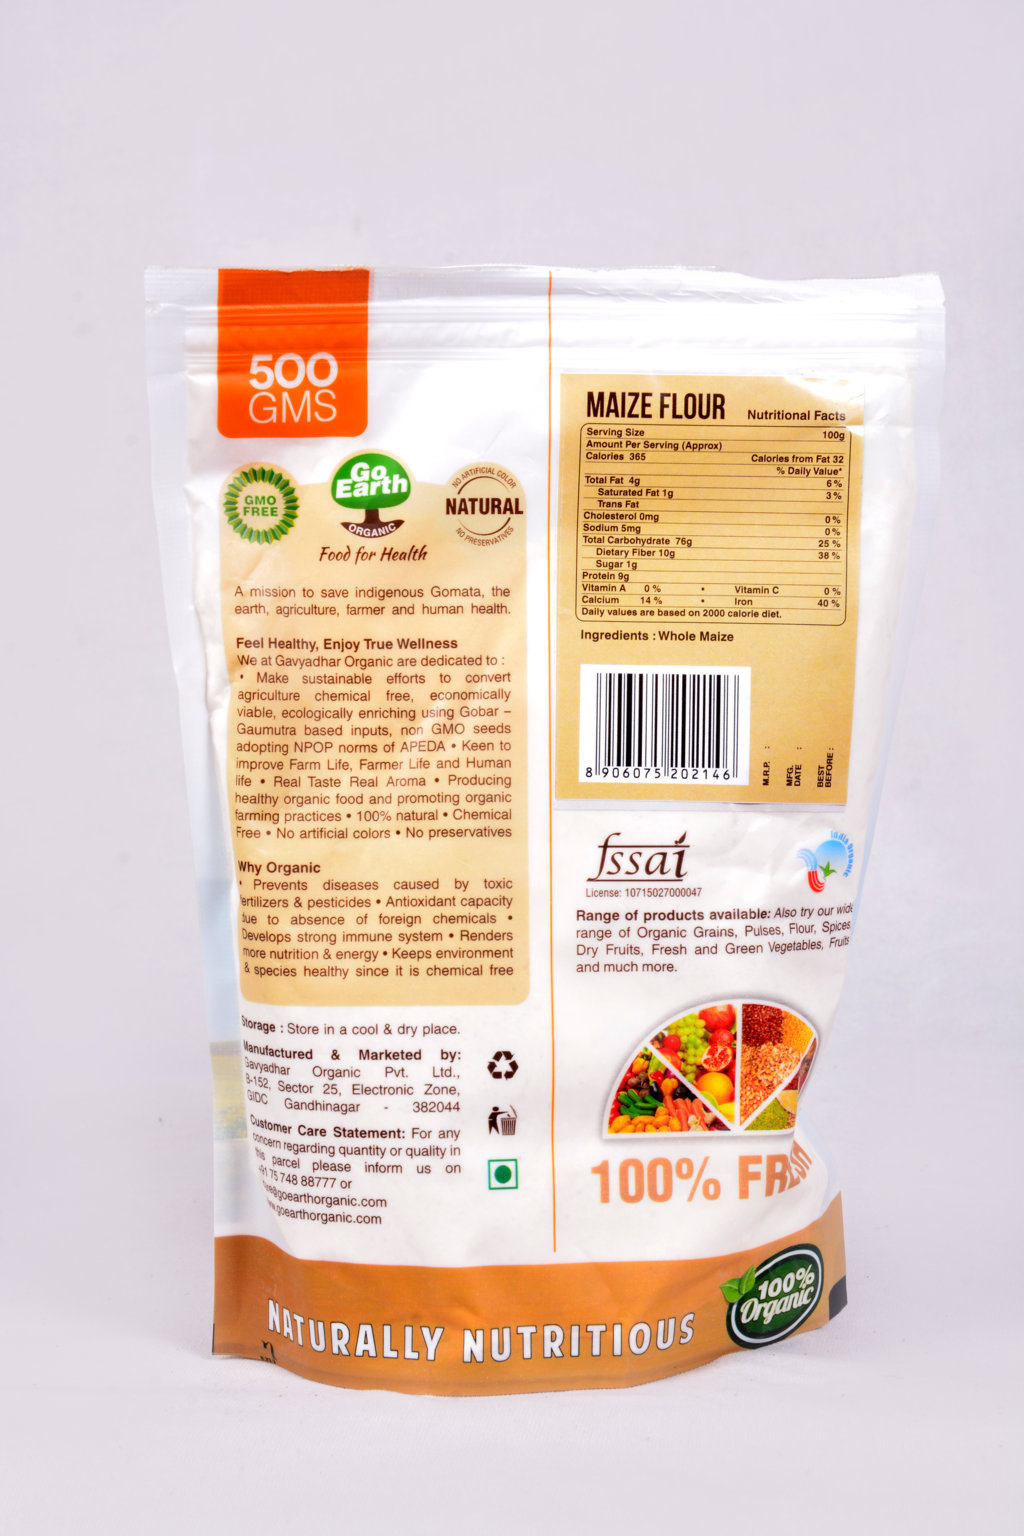 500
GMS
GMO
FREE
Go
Earth
ORGANIC
Food for Health
NO ARTIFICIAL COLOR
NATURAL
NO PRESERVATIVES
A mission to save indigenous Gomata, the
earth, agriculture, farmer and human health.
Feel Healthy, Enjoy True Wellness
We at Gavyadhar Organic are dedicated to :
• Make sustainable efforts to convert
agriculture chemical free, economically
viable, ecologically enriching using Gobar –
Gaumutra based inputs, non GMO seeds
adopting NPOP norms of APEDA • Keen to
improve Farm Life, Farmer Life and Human
life • Real Taste Real Aroma • Producing
healthy organic food and promoting organic
farming practices • 100% natural • Chemical
Free • No artificial colors • No preservatives
Why Organic
• Prevents diseases caused by toxic
fertilizers & pesticides • Antioxidant capacity
due to absence of foreign chemicals •
Develops strong immune system • Renders
more nutrition & energy • Keeps environment
& species healthy since it is chemical free
Storage : Store in a cool & dry place.
Manufactured & Marketed by:
Gavyadhar Organic Pvt. Ltd.,
B-152, Sector 25, Electronic Zone,
GIDC Gandhinagar - 382044
Customer Care Statement: For any
concern regarding quantity or quality in
this parcel please inform us on
+91 75 748 88777 or
@goearthorganic.com
goearthorganic.com
MAIZE FLOUR Nutritional Facts
Serving Size 100g
Amount Per Serving (Approx)
Calories 365 Calories from Fat 32
% Daily Value*
Total Fat 4g 6%
Saturated Fat 1g 3%
Trans Fat
Cholesterol 0mg 0%
Sodium 5mg 0%
Total Carbohydrate 76g 25%
Dietary Fiber 10g 38%
Sugar 1g
Protein 9g
Vitamin A 0% • Vitamin C 0%
Calcium 14% • Iron 40%
Daily values are based on 2000 calorie diet.
Ingredients : Whole Maize
8 906075 202146
M.R.P. :
MFG. DATE :
BEST BEFORE :
fssai
License: 10715027000047
India Organic
Range of products available: Also try our wide
range of Organic Grains, Pulses, Flour, Spices
Dry Fruits, Fresh and Green Vegetables, Fruits
and much more.
100% FRESH
NATURALLY NUTRITIOUS
100%
Organic